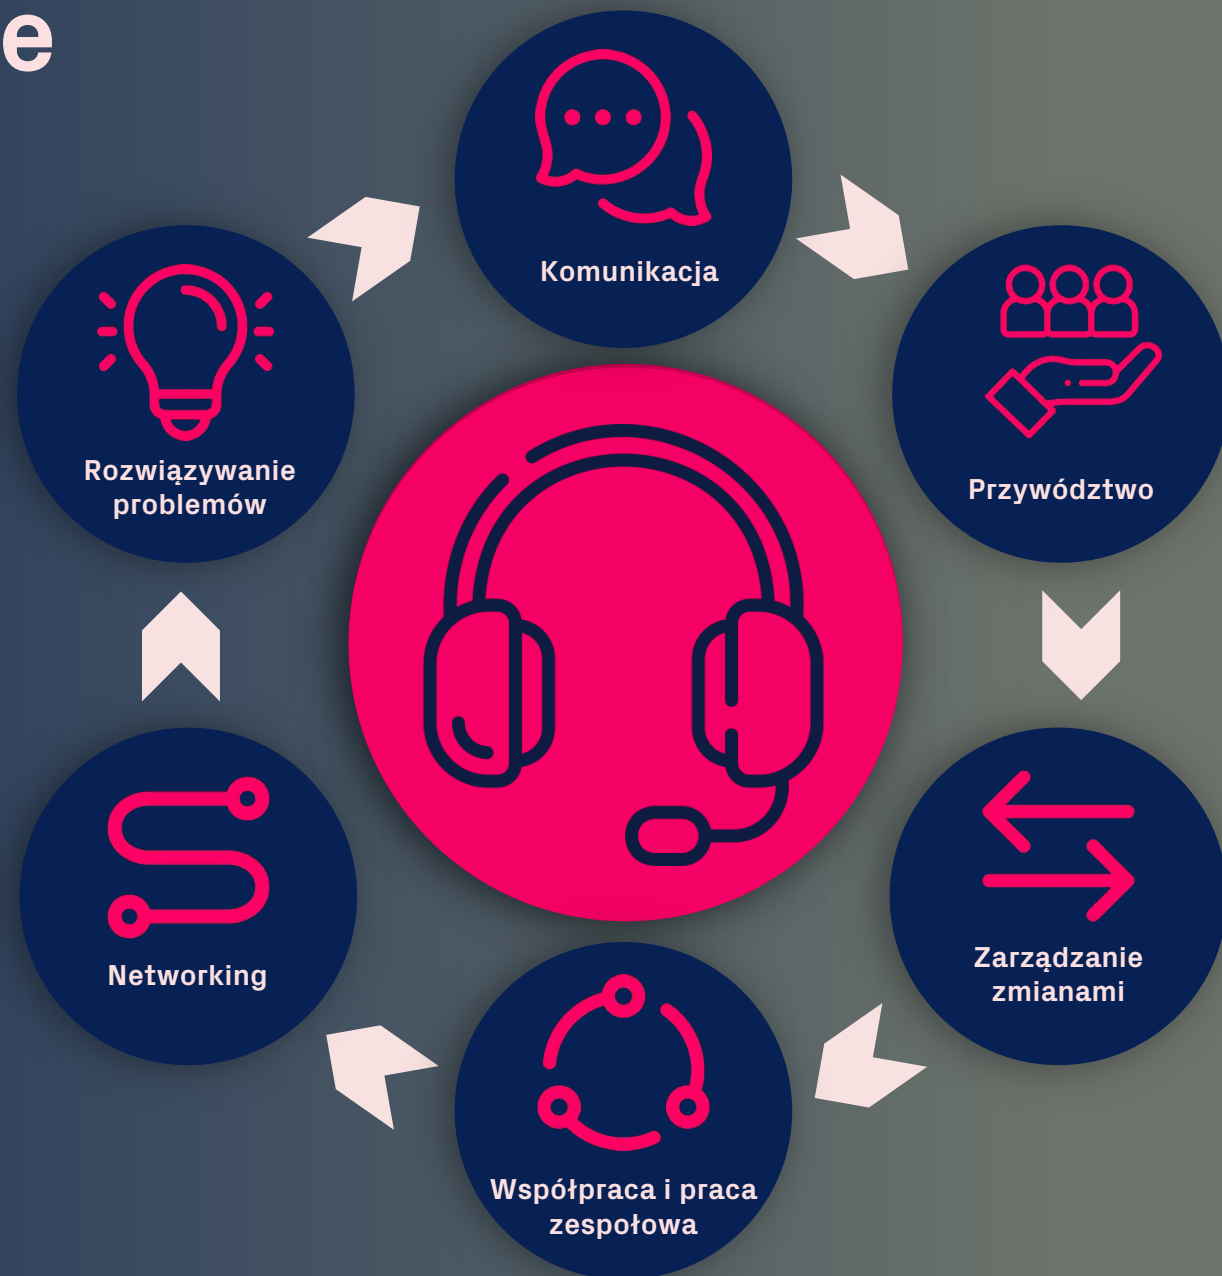 e
Komunikacja
Przywództwo
Zarządzanie
zmianami
Współpraca i praca
zespołowa
Networking
Rozwiązywanie
problemów